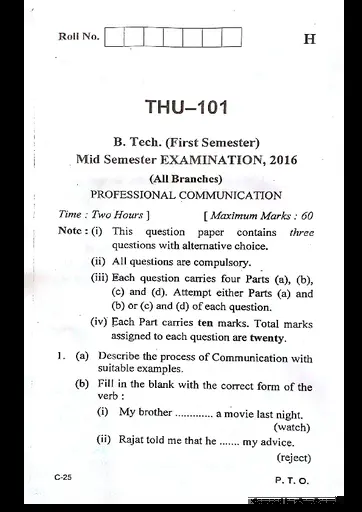 Roll No.
H
THU–101
B. Tech. (First Semester)
Mid Semester EXAMINATION, 2016
(All Branches)
PROFESSIONAL COMMUNICATION
Time : Two Hours ] [ Maximum Marks : 60
Note : (i) This question paper contains three
questions with alternative choice.
(ii) All questions are compulsory.
(iii) Each question carries four Parts (a), (b),
(c) and (d). Attempt either Parts (a) and
(b) or (c) and (d) of each question.
(iv) Each Part carries ten marks. Total marks
assigned to each question are twenty.
1. (a) Describe the process of Communication with
suitable examples.
(b) Fill in the blank with the correct form of the
verb :
(i) My brother ............. a movie last night.
(watch)
(ii) Rajat told me that he ....... my advice.
(reject)
C-25 P. T. O.